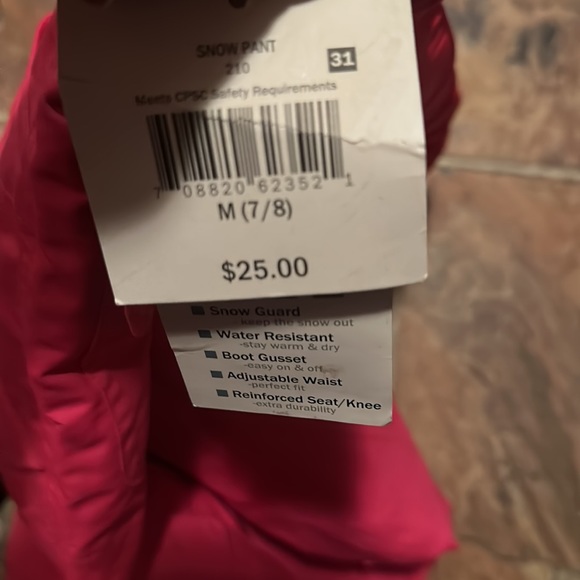 SNOW PANT
210
31
Meets CPSC Safety Requirements
7 08820 62352 1
M (7/8)
$25.00
Snow Guard
-keep the snow out
Water Resistant
-stay warm & dry
Boot Gusset
-easy on & off
Adjustable Waist
-perfect fit
Reinforced Seat/Knee
-extra durability